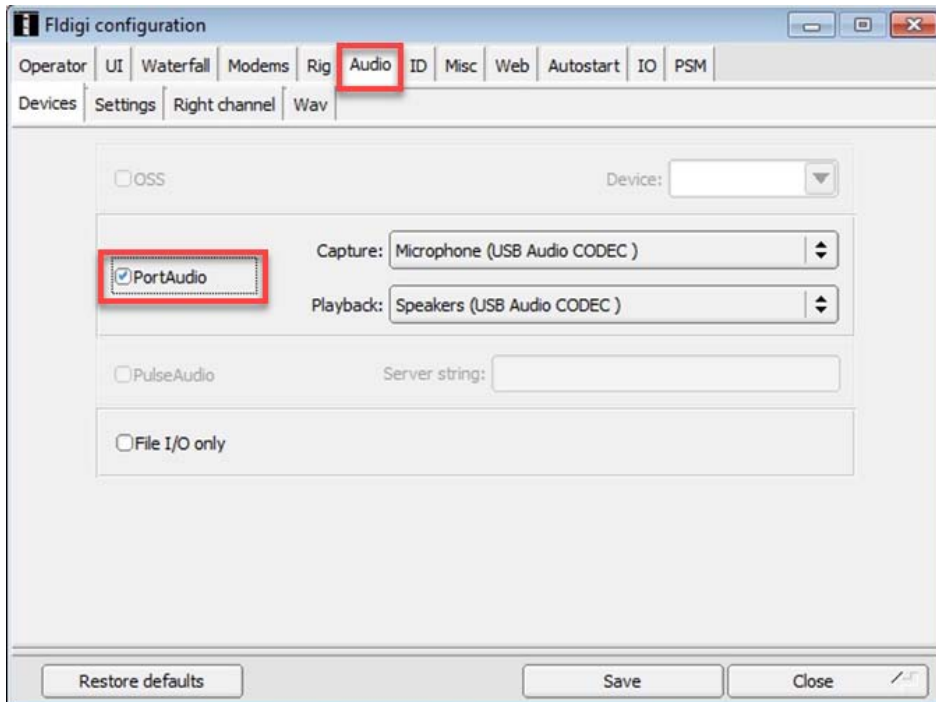 Fldigi configuration
Operator UI Waterfall Modems Rig Audio ID Misc Web Autostart IO PSM
Devices Settings Right channel Wav
OSS Device:
Capture: Microphone (USB Audio CODEC )
PortAudio
Playback: Speakers (USB Audio CODEC )
PulseAudio Server string:
File I/O only
Restore defaults Save Close